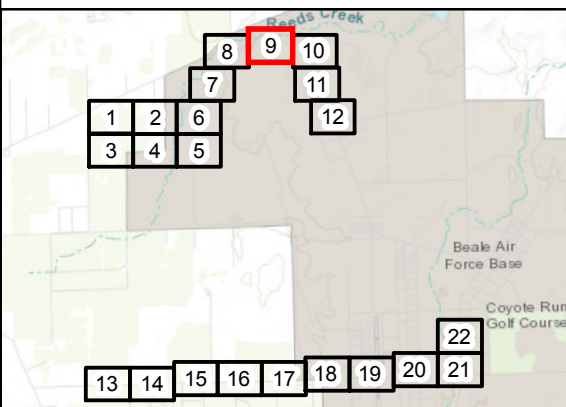 Reeds Creek
8 9 10
7 11
1 2 6 12
3 4 5
Beale Air
Force Base
Coyote Run
Golf Course
22
13 14 15 16 17 18 19 20 21